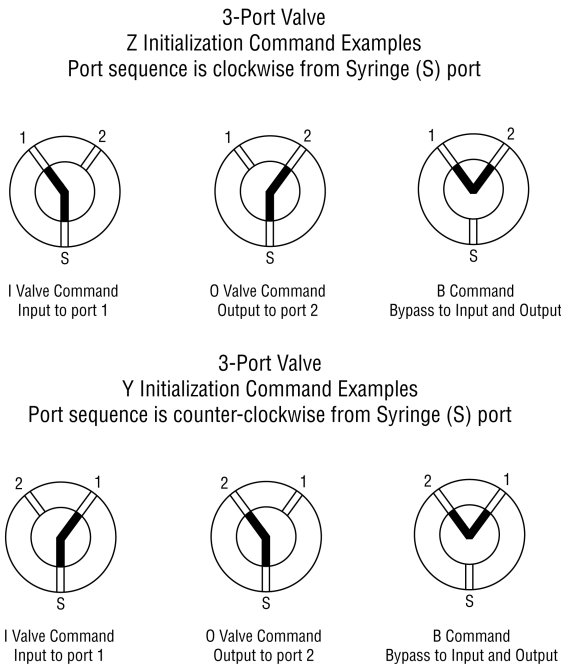 3-Port Valve
Z Initialization Command Examples
Port sequence is clockwise from Syringe (S) port
1 2
S
I Valve Command
Input to port 1
1 2
S
O Valve Command
Output to port 2
1 2
S
B Command
Bypass to Input and Output
3-Port Valve
Y Initialization Command Examples
Port sequence is counter-clockwise from Syringe (S) port
2 1
S
I Valve Command
Input to port 1
2 1
S
O Valve Command
Output to port 2
2 1
S
B Command
Bypass to Input and Output